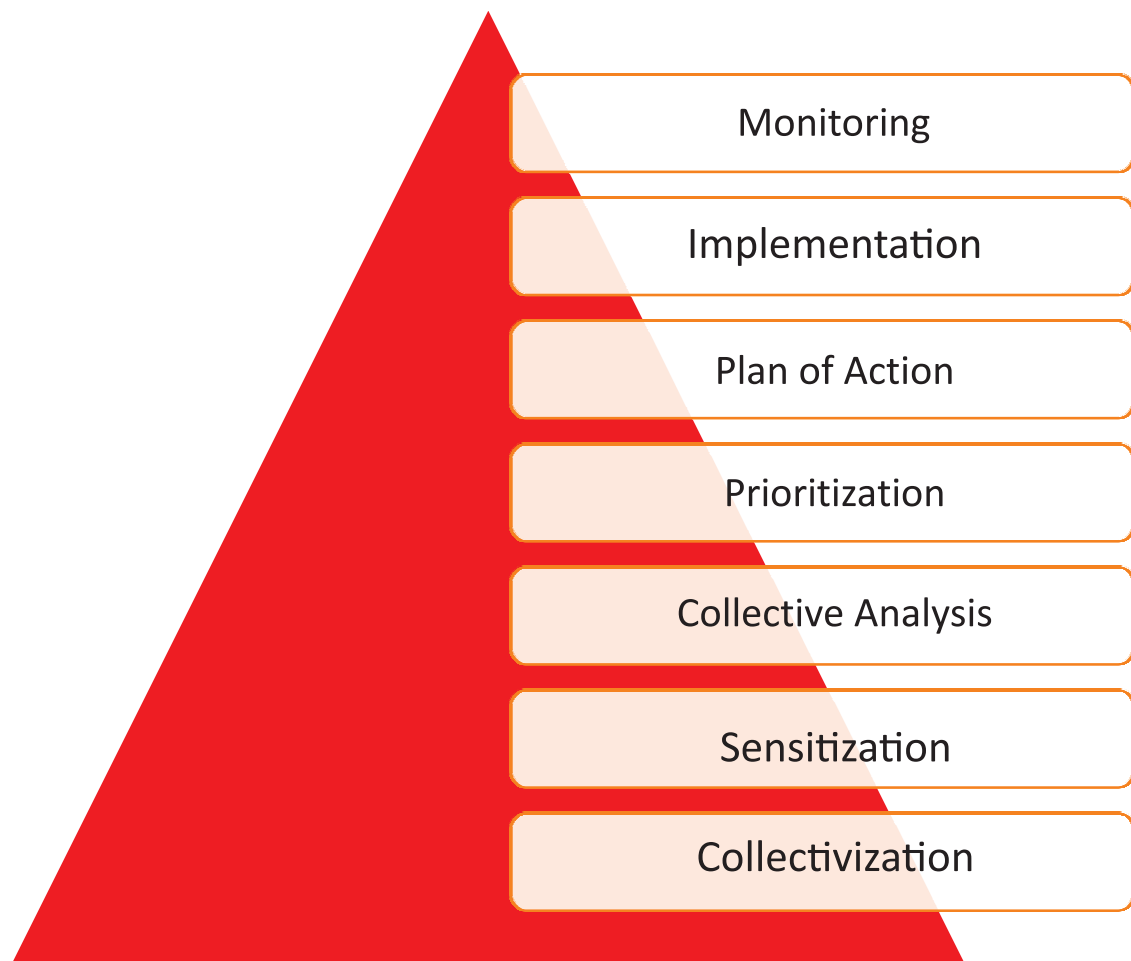 Monitoring
Implementation
Plan of Action
Prioritization
Collective Analysis
Sensitization
Collectivization